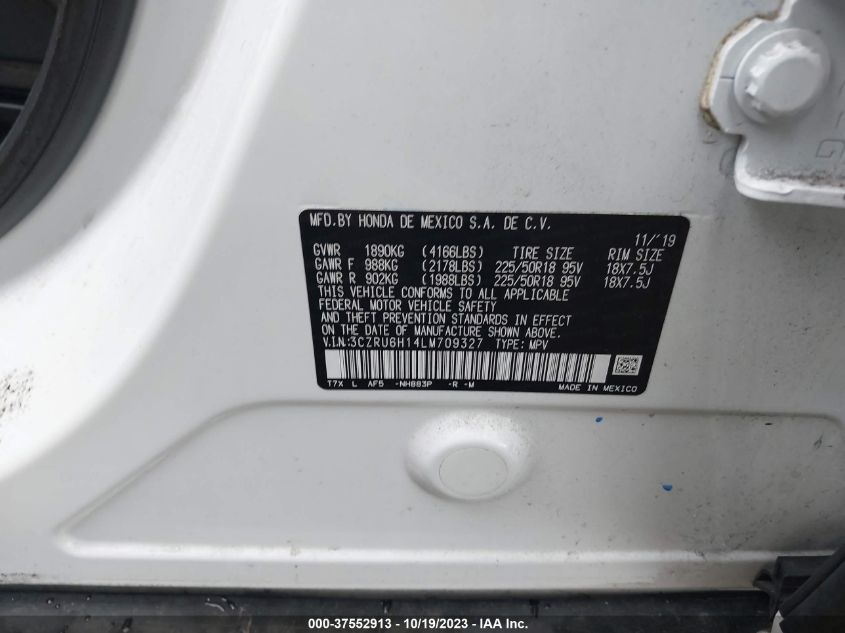 MFD.BY HONDA DE MEXICO S.A. DE C.V.
11/'19
GVWR 1890KG (4166LBS) TIRE SIZE RIM SIZE
GAWR F 988KG (2178LBS) 225/50R18 95V 18X7.5J
GAWR R 902KG (1988LBS) 225/50R18 95V 18X7.5J
THIS VEHICLE CONFORMS TO ALL APPLICABLE
FEDERAL MOTOR VEHICLE SAFETY
AND THEFT PREVENTION STANDARDS IN EFFECT
ON THE DATE OF MANUFACTURE SHOWN ABOVE.
V.I.N:3CZRU6H14LM709327 TYPE: MPV
T7X L AF5 -NH883P -R -M MADE IN MEXICO
000-37552913 - 10/19/2023 - IAA Inc.